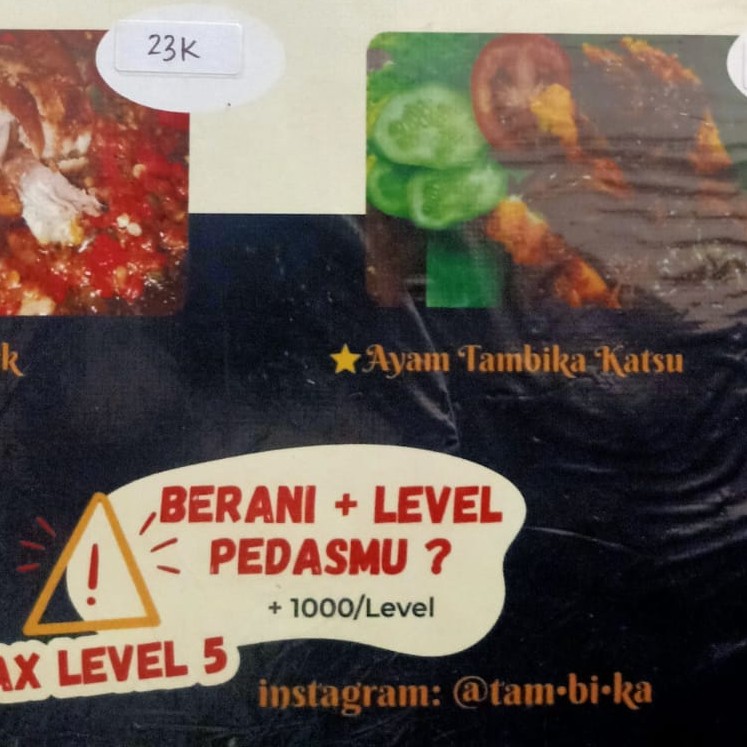 23K
k
Ayam Tambika Katsu
BERANI + LEVEL
PEDASMU ?
!
+ 1000/Level
AX LEVEL 5
instagram: @tam•bi•ka